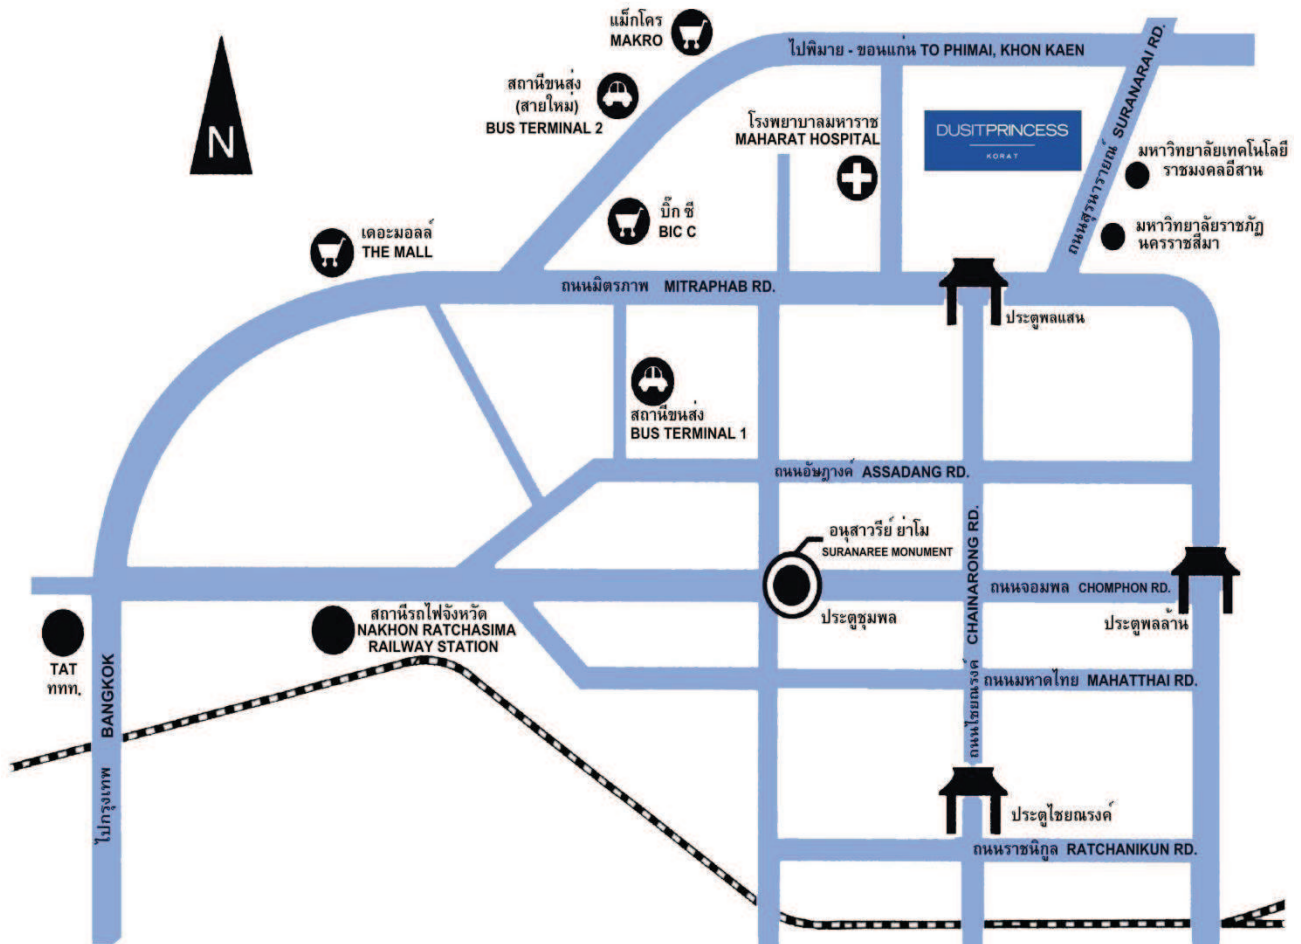 แม็กโคร
MAKRO
ไปพิมาย - ขอนแก่น TO PHIMAI, KHON KAEN
ถนนสุรนารายณ์ SURANARAI RD.
สถานีขนส่ง
(สายใหม่)
BUS TERMINAL 2
โรงพยาบาลมหาราช
MAHARAT HOSPITAL
DUSITPRINCESS
KORAT
N
มหาวิทยาลัยเทคโนโลยี
ราชมงคลอีสาน
บิ๊ก ซี
BIC C
มหาวิทยาลัยราชภัฏ
นครราชสีมา
เดอะมอลล์
THE MALL
ถนนมิตรภาพ MITRAPHAB RD.
ประตูพลแสน
สถานีขนส่ง
BUS TERMINAL 1
ถนนอัษฎางค์ ASSADANG RD.
อนุสาวรีย์ ย่าโม
SURANAREE MONUMENT
ถนนไชยณรงค์ CHAINARONG RD.
ถนนจอมพล CHOMPHON RD.
ประตูชุมพล
ประตูพลล้าน
สถานีรถไฟจังหวัด
NAKHON RATCHASIMA
RAILWAY STATION
TAT
ททท.
ถนนมหาดไทย MAHATTHAI RD.
ไปกรุงเทพ BANGKOK
ประตูไชยณรงค์
ถนนราชนิกูล RATCHANIKUN RD.